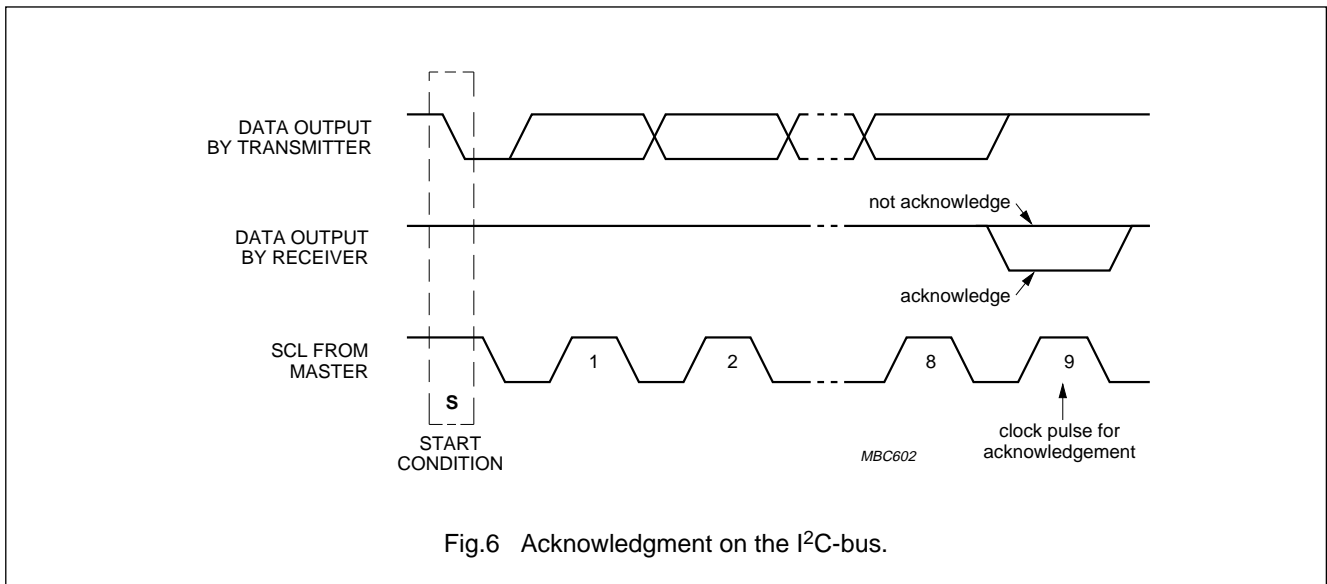 DATA OUTPUT
BY TRANSMITTER
not acknowledge
DATA OUTPUT
BY RECEIVER
acknowledge
SCL FROM
MASTER
1
2
8
9
S
START
CONDITION
clock pulse for
acknowledgement
MBC602
Fig.6 Acknowledgment on the I²C-bus.